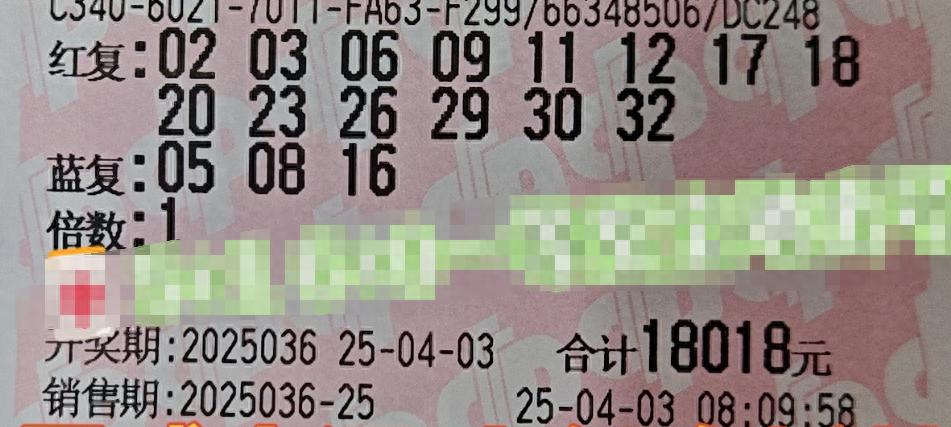 C340-6021-7011-FA63-F299/66348506/DC248
红复:02 03 06 09 11 12 17 18
20 23 26 29 30 32
蓝复:05 08 16
倍数:1
开奖期:2025036 25-04-03 合计18018元
销售期:2025036-25 25-04-03 08:09:58